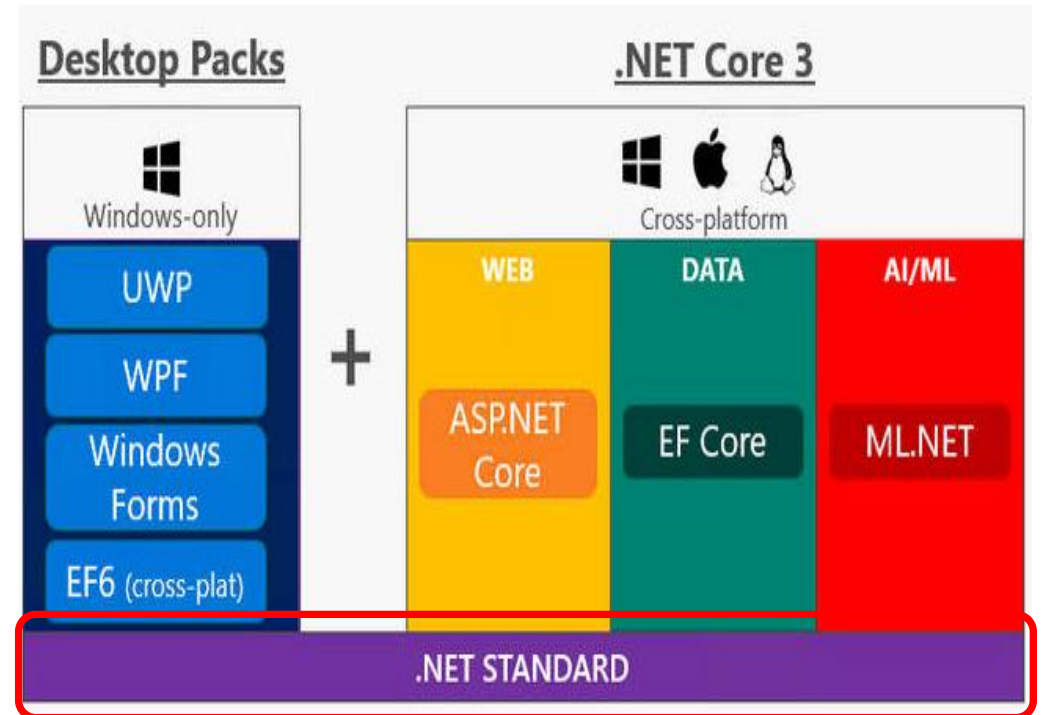 Desktop Packs
Windows-only
UWP
WPF
Windows
Forms
EF6 (cross-plat)
+
.NET Core 3
Cross-platform
WEB
ASP.NET
Core
DATA
EF Core
AI/ML
ML.NET
.NET STANDARD